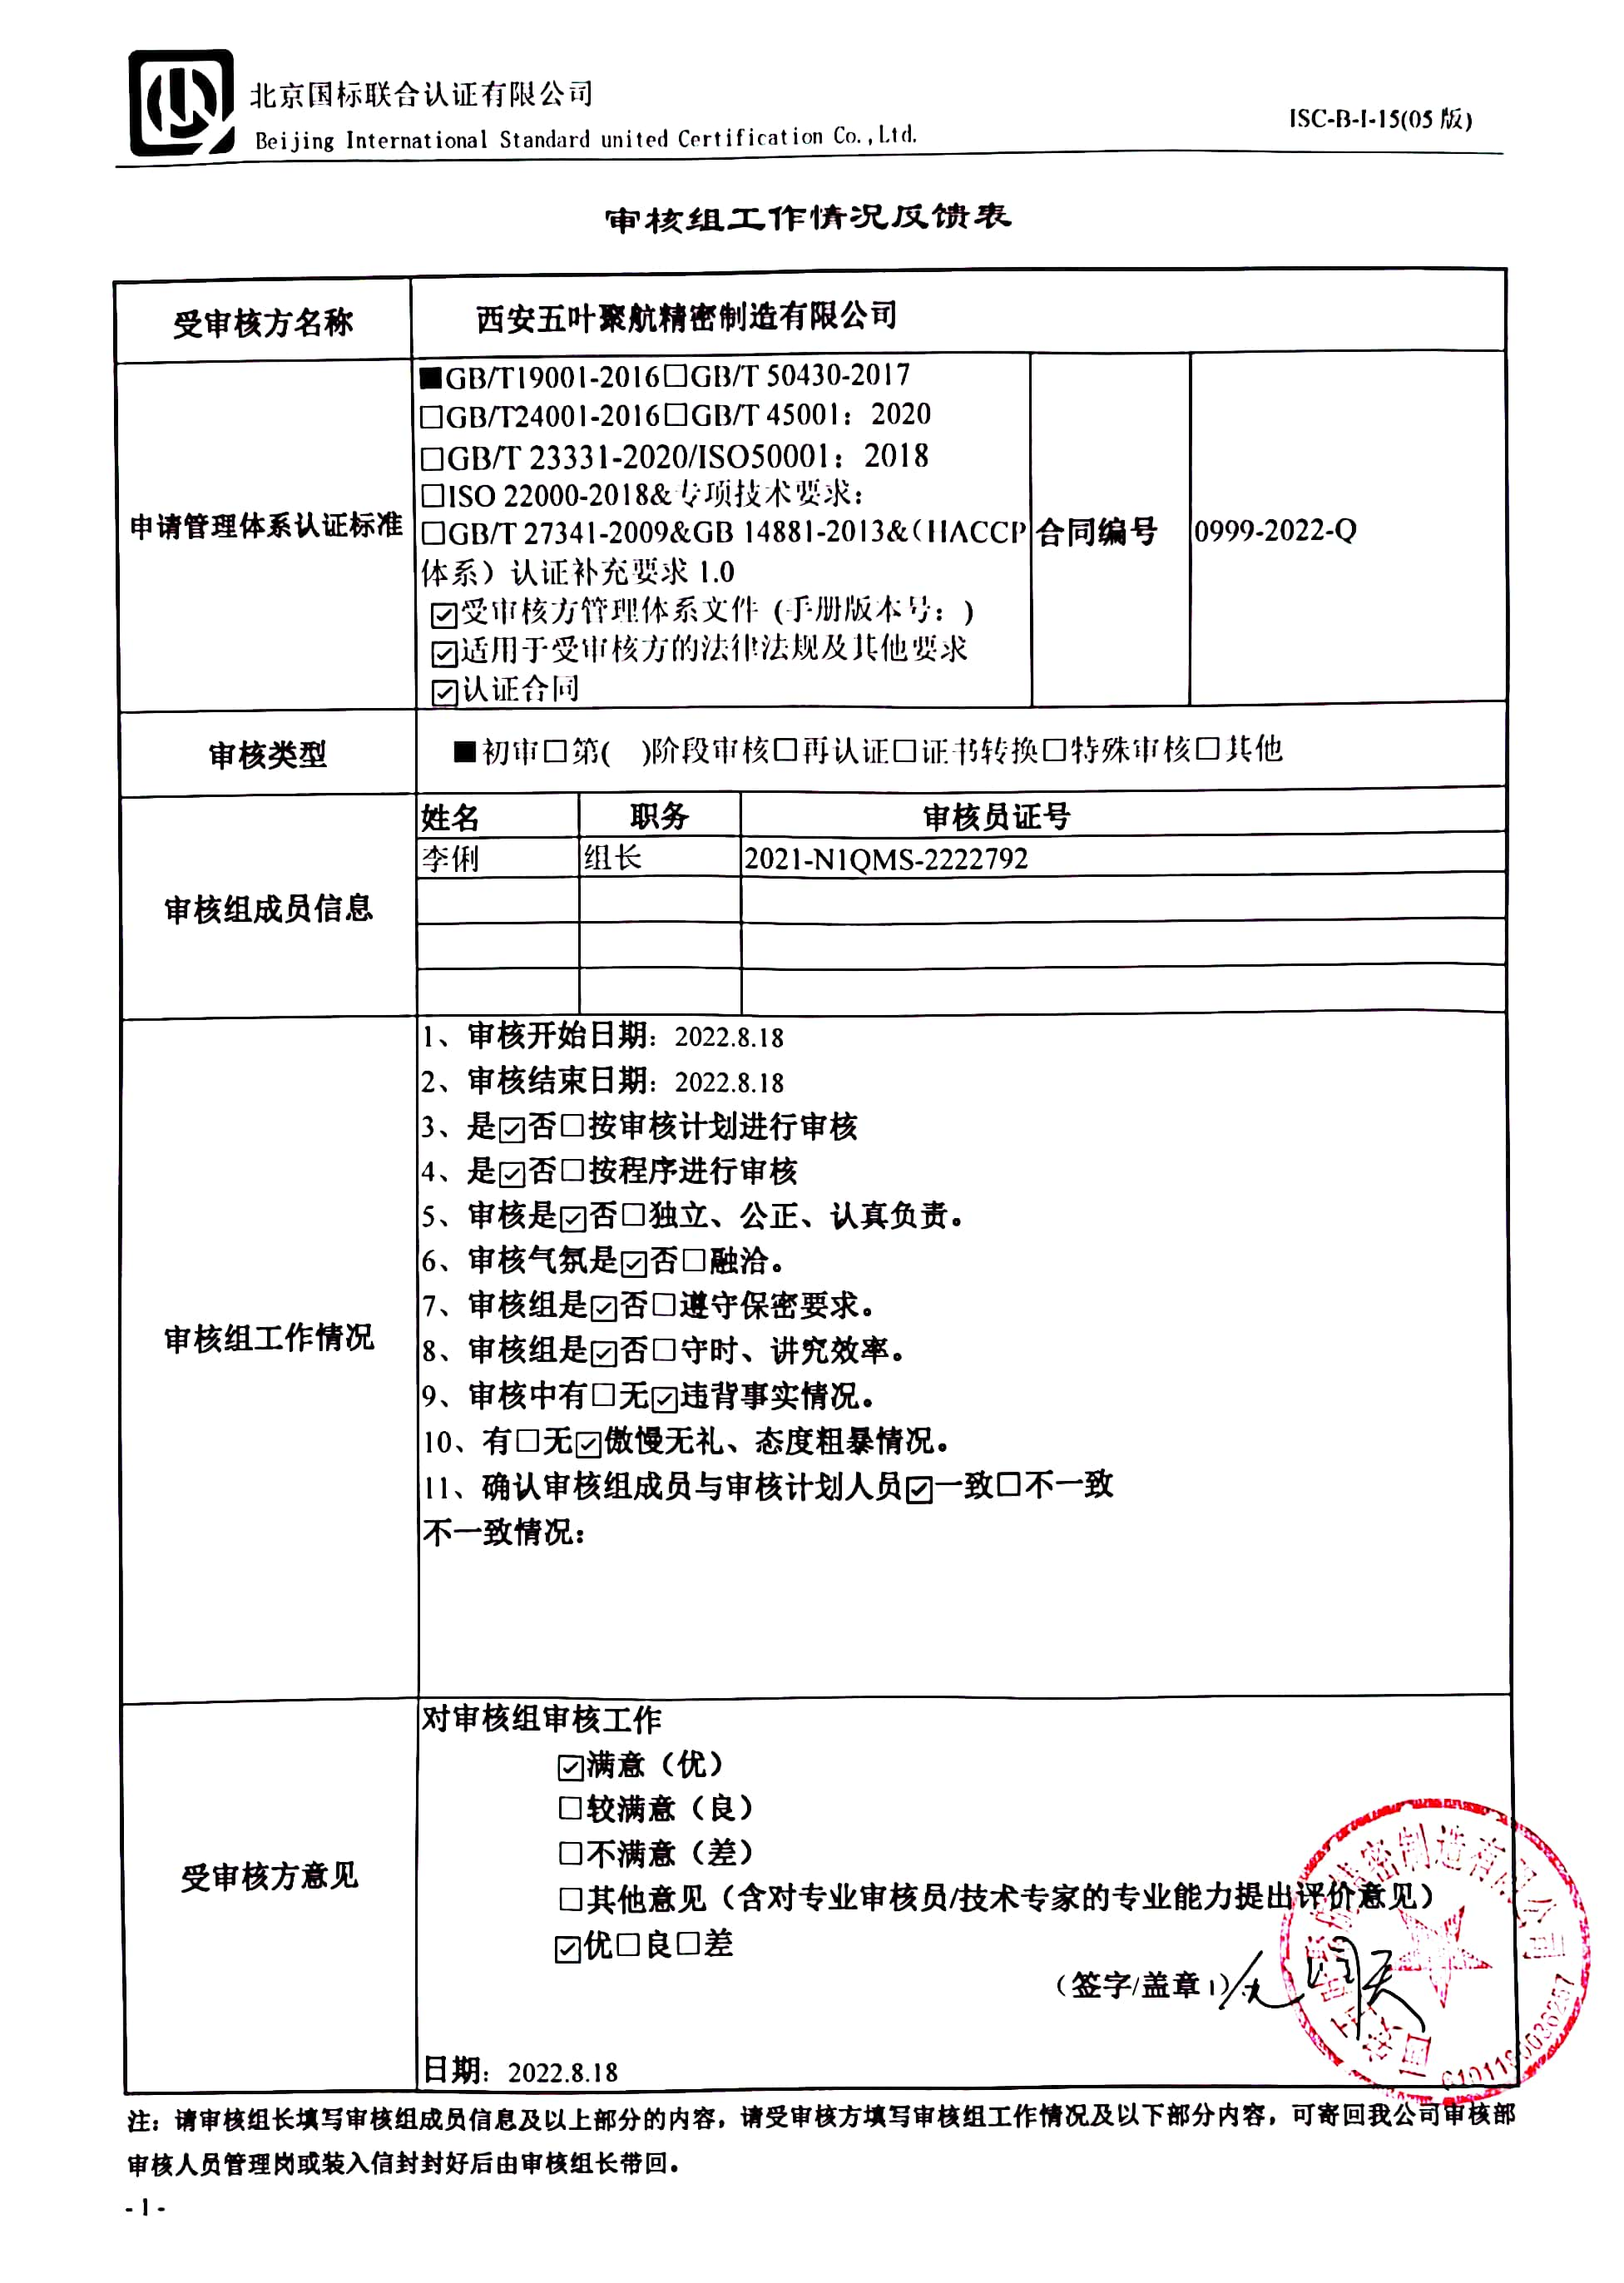 北京国标联合认证有限公司
Beijing International Standard united Certification Co.,Ltd.
ISC-B-I-15(05 版)
审核组工作情况反馈表
受审核方名称
西安五叶聚航精密制造有限公司
申请管理体系认证标准
■GB/T19001-2016□GB/T 50430-2017
□GB/T24001-2016□GB/T 45001：2020
□GB/T 23331-2020/ISO50001：2018
□ISO 22000-2018&专项技术要求：
□GB/T 27341-2009&GB 14881-2013&（HACCP
体系）认证补充要求 1.0
☑受审核方管理体系文件（手册版本号：）
☑适用于受审核方的法律法规及其他要求
☑认证合同
合同编号
0999-2022-Q
审核类型
■初审□第( )阶段审核□再认证□证书转换□特殊审核□其他
审核组成员信息
姓名 职务 审核员证号
李俐 组长 2021-N1QMS-2222792
审核组工作情况
1、审核开始日期：2022.8.18
2、审核结束日期：2022.8.18
3、是☑否□按审核计划进行审核
4、是☑否□按程序进行审核
5、审核是☑否□独立、公正、认真负责。
6、审核气氛是☑否□融洽。
7、审核组是☑否□遵守保密要求。
8、审核组是☑否□守时、讲究效率。
9、审核中有□无☑违背事实情况。
10、有□无☑傲慢无礼、态度粗暴情况。
11、确认审核组成员与审核计划人员☑一致□不一致
不一致情况：
受审核方意见
对审核组审核工作
☑满意（优）
□较满意（良）
□不满意（差）
□其他意见（含对专业审核员/技术专家的专业能力提出评价意见）
☑优□良□差
（签字/盖章）
日期：2022.8.18
注：请审核组长填写审核组成员信息及以上部分的内容，请受审核方填写审核组工作情况及以下部分内容，可寄回我公司审核部
审核人员管理岗或装入信封封好后由审核组长带回。
- 1 -